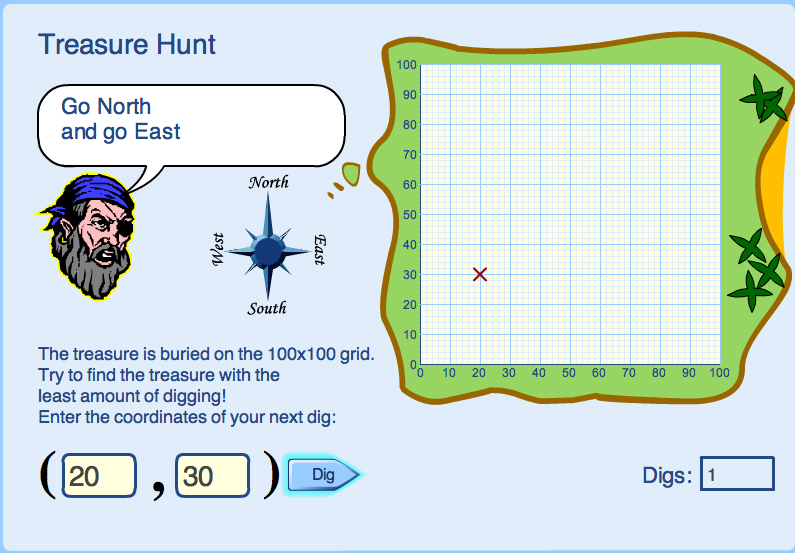 Treasure Hunt
Go North
and go East
North
West
East
South
100
90
80
70
60
50
40
30
20
10
0
0 10 20 30 40 50 60 70 80 90 100
The treasure is buried on the 100x100 grid.
Try to find the treasure with the
least amount of digging!
Enter the coordinates of your next dig:
( 20 , 30 ) Dig
Digs: 1